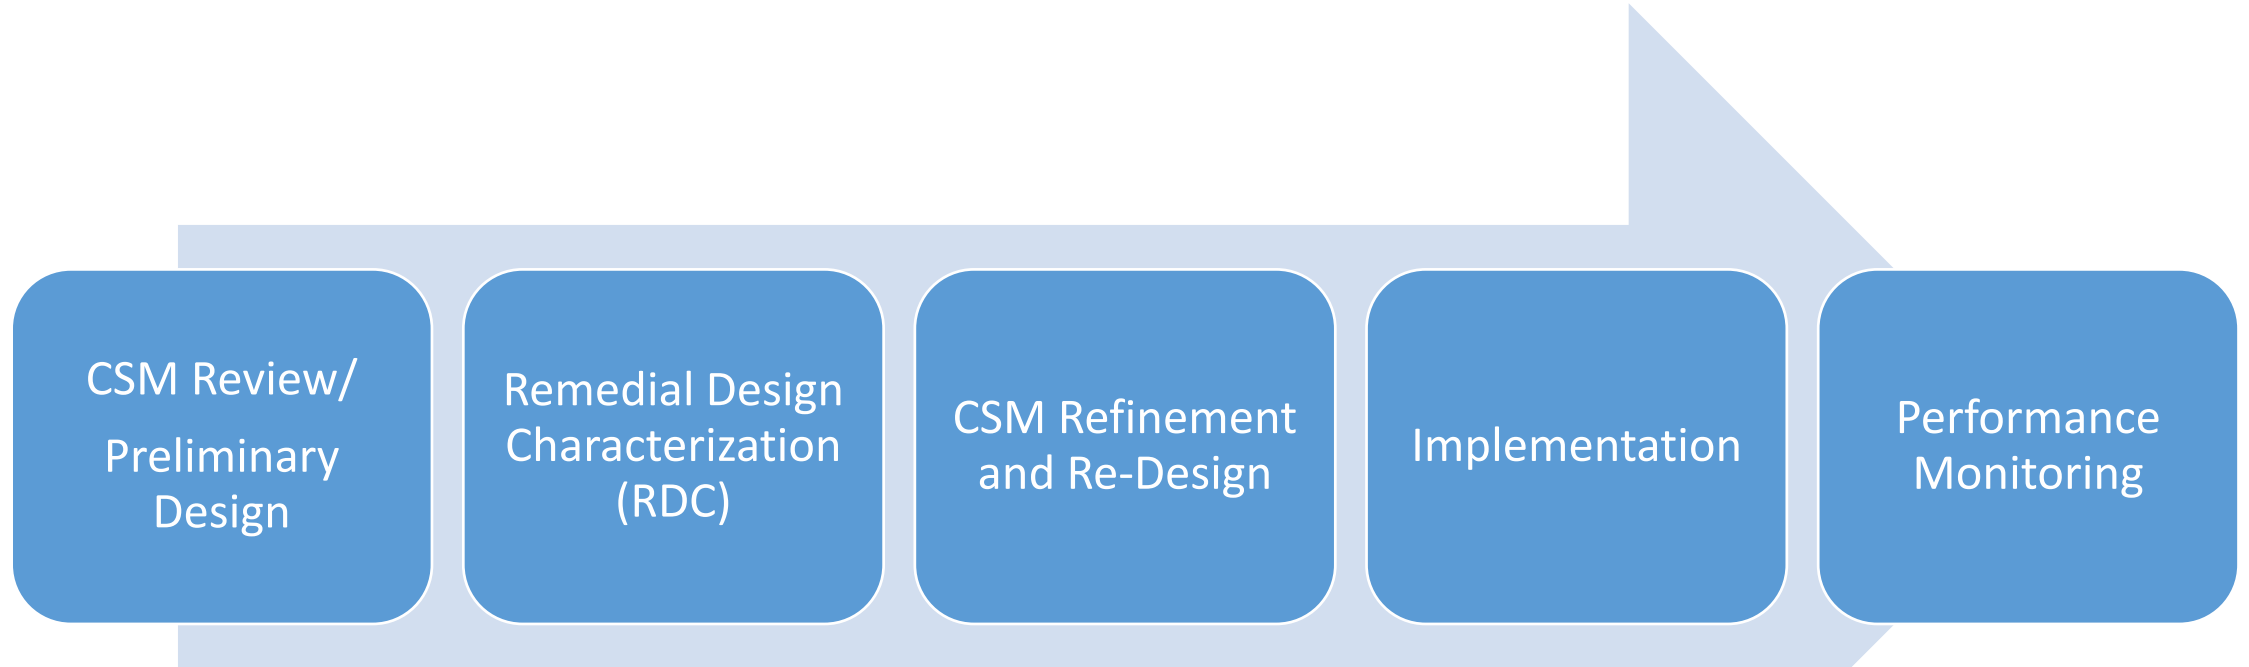 CSM Review/
Preliminary
Design
Remedial Design
Characterization
(RDC)
CSM Refinement
and Re-Design
Implementation
Performance
Monitoring